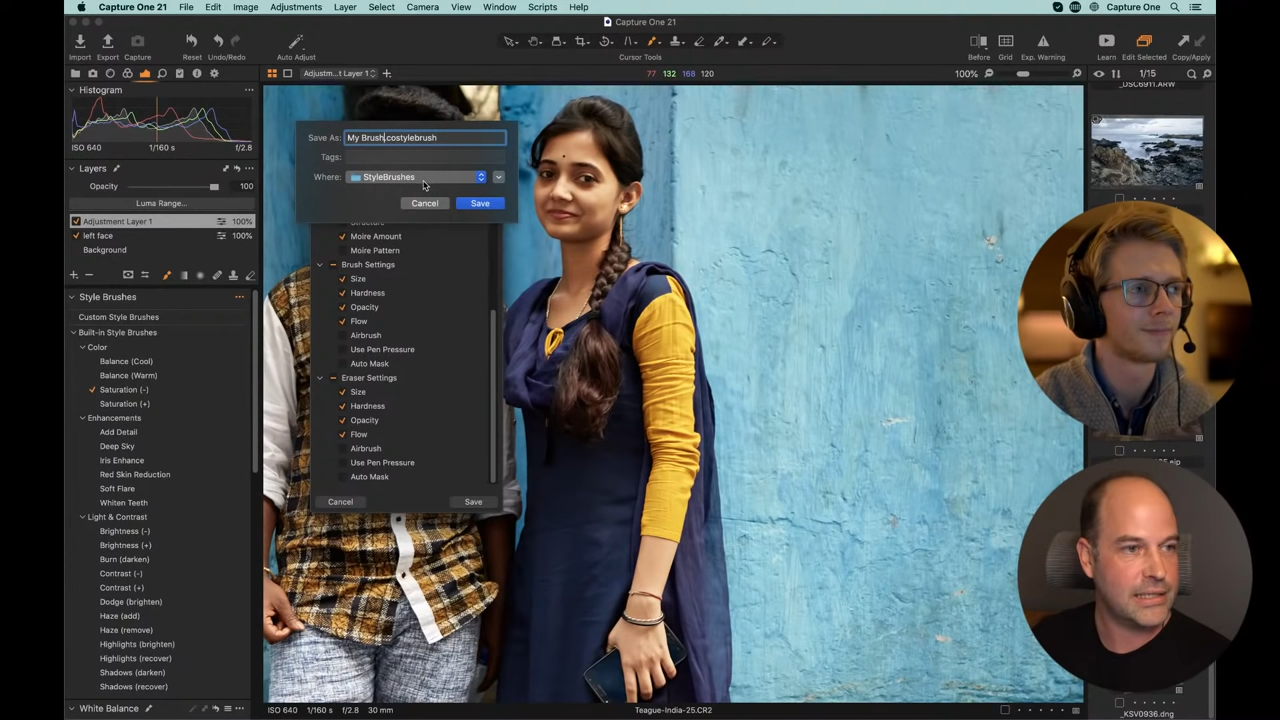 Capture One 21 File Edit Image Adjustments Layer Select Camera View Window Scripts Help Capture One
Capture One 21
Import Export Capture Reset Undo/Redo Auto Adjust Cursor Tools Before Grid Exp. Warning Learn Edit Selected Copy/Apply
Adjustm...t Layer 1 77 132 168 120 100% 1/15
Histogram
ISO 640 1/160 s f/2.8
Layers
Opacity 100
Luma Range...
Adjustment Layer 1 100%
left face 100%
Background
Style Brushes
Custom Style Brushes
Built-in Style Brushes
Color
Balance (Cool)
Balance (Warm)
Saturation (-)
Saturation (+)
Enhancements
Add Detail
Deep Sky
Iris Enhance
Red Skin Reduction
Soft Flare
Whiten Teeth
Light & Contrast
Brightness (-)
Brightness (+)
Burn (darken)
Contrast (-)
Contrast (+)
Dodge (brighten)
Haze (add)
Haze (remove)
Highlights (brighten)
Highlights (recover)
Shadows (darken)
Shadows (recover)
White Balance
Save As: My Brush.costylebrush
Tags:
Where: StyleBrushes
Cancel Save
Moire Amount
Moire Pattern
Brush Settings
Size
Hardness
Opacity
Flow
Airbrush
Use Pen Pressure
Auto Mask
Eraser Settings
Size
Hardness
Opacity
Flow
Airbrush
Use Pen Pressure
Auto Mask
Cancel Save
ISO 640 1/160 s f/2.8 30 mm Teague-India-25.CR2
_DSC6911.ARW
_KSV0936.dng